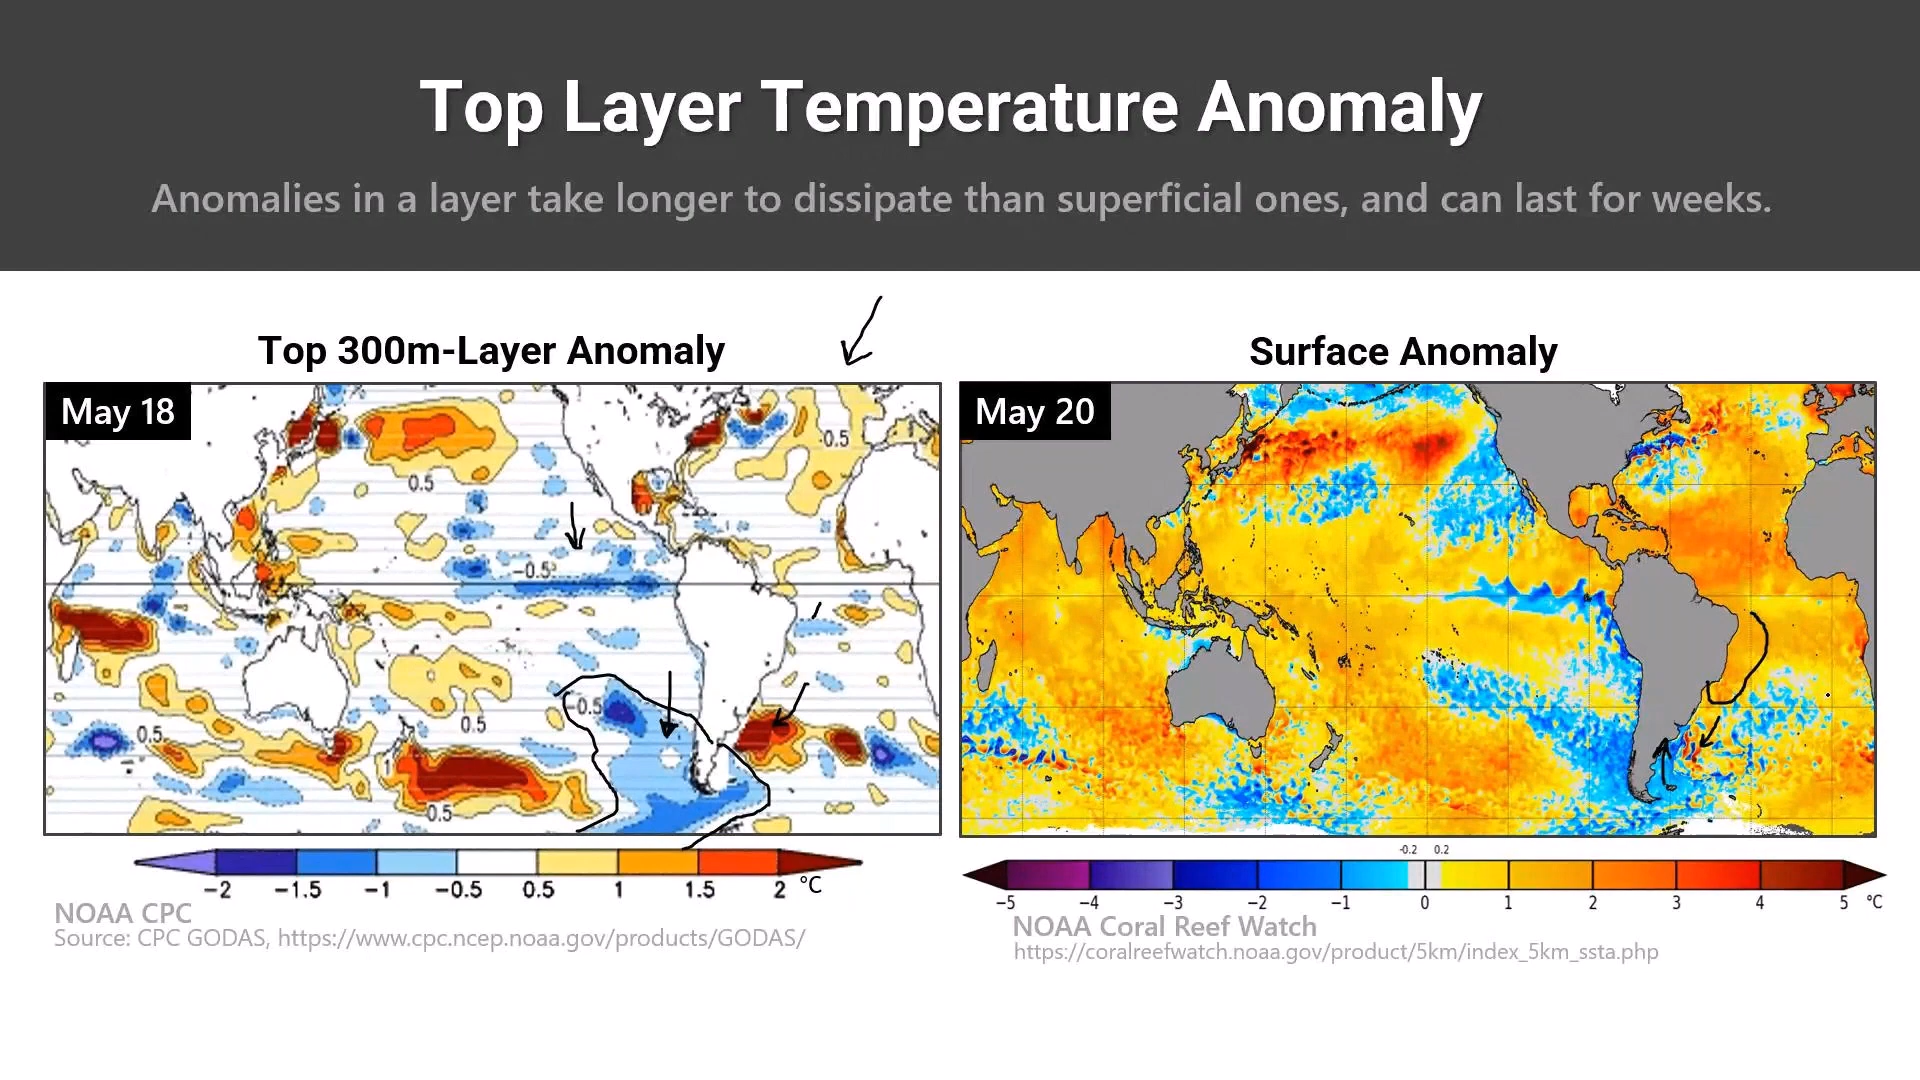 Top Layer Temperature Anomaly
Anomalies in a layer take longer to dissipate than superficial ones, and can last for weeks.
Top 300m-Layer Anomaly
May 18
0.5
0.5
-0.5
0.5
-0.5
0.5
1
0.5
-2 -1.5 -1 -0.5 0.5 1 1.5 2 °C
NOAA CPC
Source: CPC GODAS, https://www.cpc.ncep.noaa.gov/products/GODAS/
Surface Anomaly
May 20
-0.2 0.2
-5 -4 -3 -2 -1 0 1 2 3 4 5 °C
NOAA Coral Reef Watch
https://coralreefwatch.noaa.gov/product/5km/index_5km_ssta.php